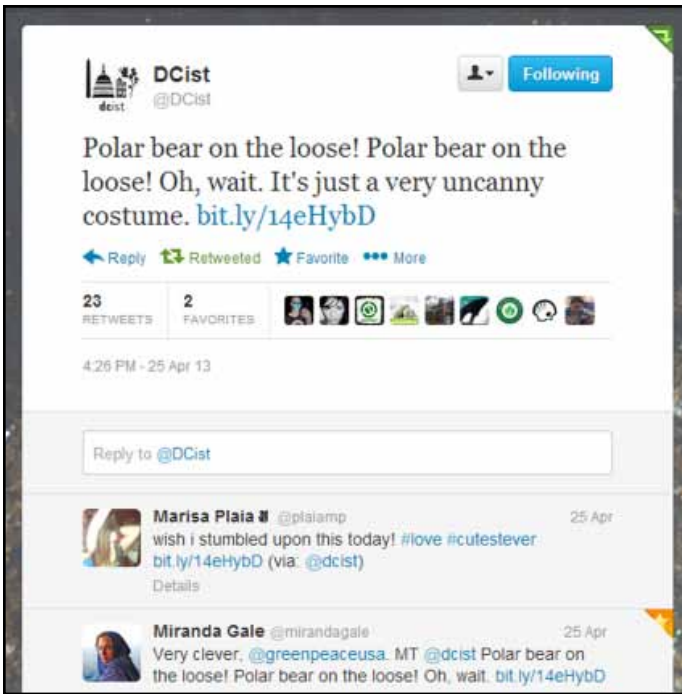 dcist
DCist
@DCist
Following
Polar bear on the loose! Polar bear on the
loose! Oh, wait. It's just a very uncanny
costume. bit.ly/14eHybD
Reply Retweeted Favorite ••• More
23 RETWEETS
2 FAVORITES
4:26 PM - 25 Apr 13
Reply to @DCist
Marisa Plaia @plaiamp 25 Apr
wish i stumbled upon this today! #love #cutestever
bit.ly/14eHybD (via: @dcist)
Details
Miranda Gale @mirandagale 25 Apr
Very clever, @greenpeaceusa. MT @dcist Polar bear on
the loose! Polar bear on the loose! Oh, wait. bit.ly/14eHybD